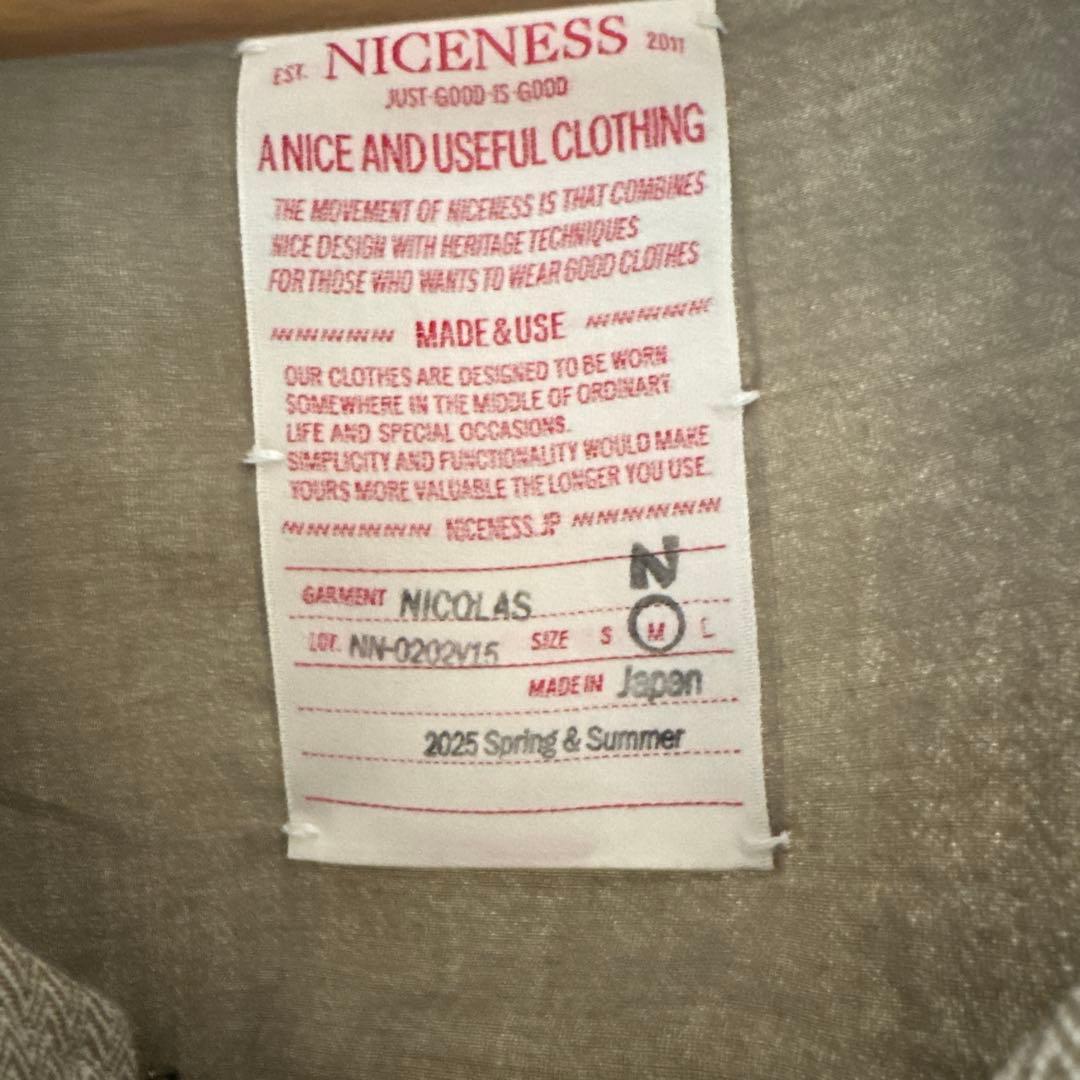 EST. NICENESS 2011
JUST·GOOD·IS·GOOD
A NICE AND USEFUL CLOTHING
THE MOVEMENT OF NICENESS IS THAT COMBINES
NICE DESIGN WITH HERITAGE TECHNIQUES
FOR THOSE WHO WANTS TO WEAR GOOD CLOTHES
MADE & USE
OUR CLOTHES ARE DESIGNED TO BE WORN
SOMEWHERE IN THE MIDDLE OF ORDINARY
LIFE AND SPECIAL OCCASIONS.
SIMPLICITY AND FUNCTIONALITY WOULD MAKE
YOURS MORE VALUABLE THE LONGER YOU USE.
NICENESS.JP
N
GARMENT NICOLAS
LOT. NN-0202V15 SIZE S M L
MADE IN Japan
2025 Spring & Summer